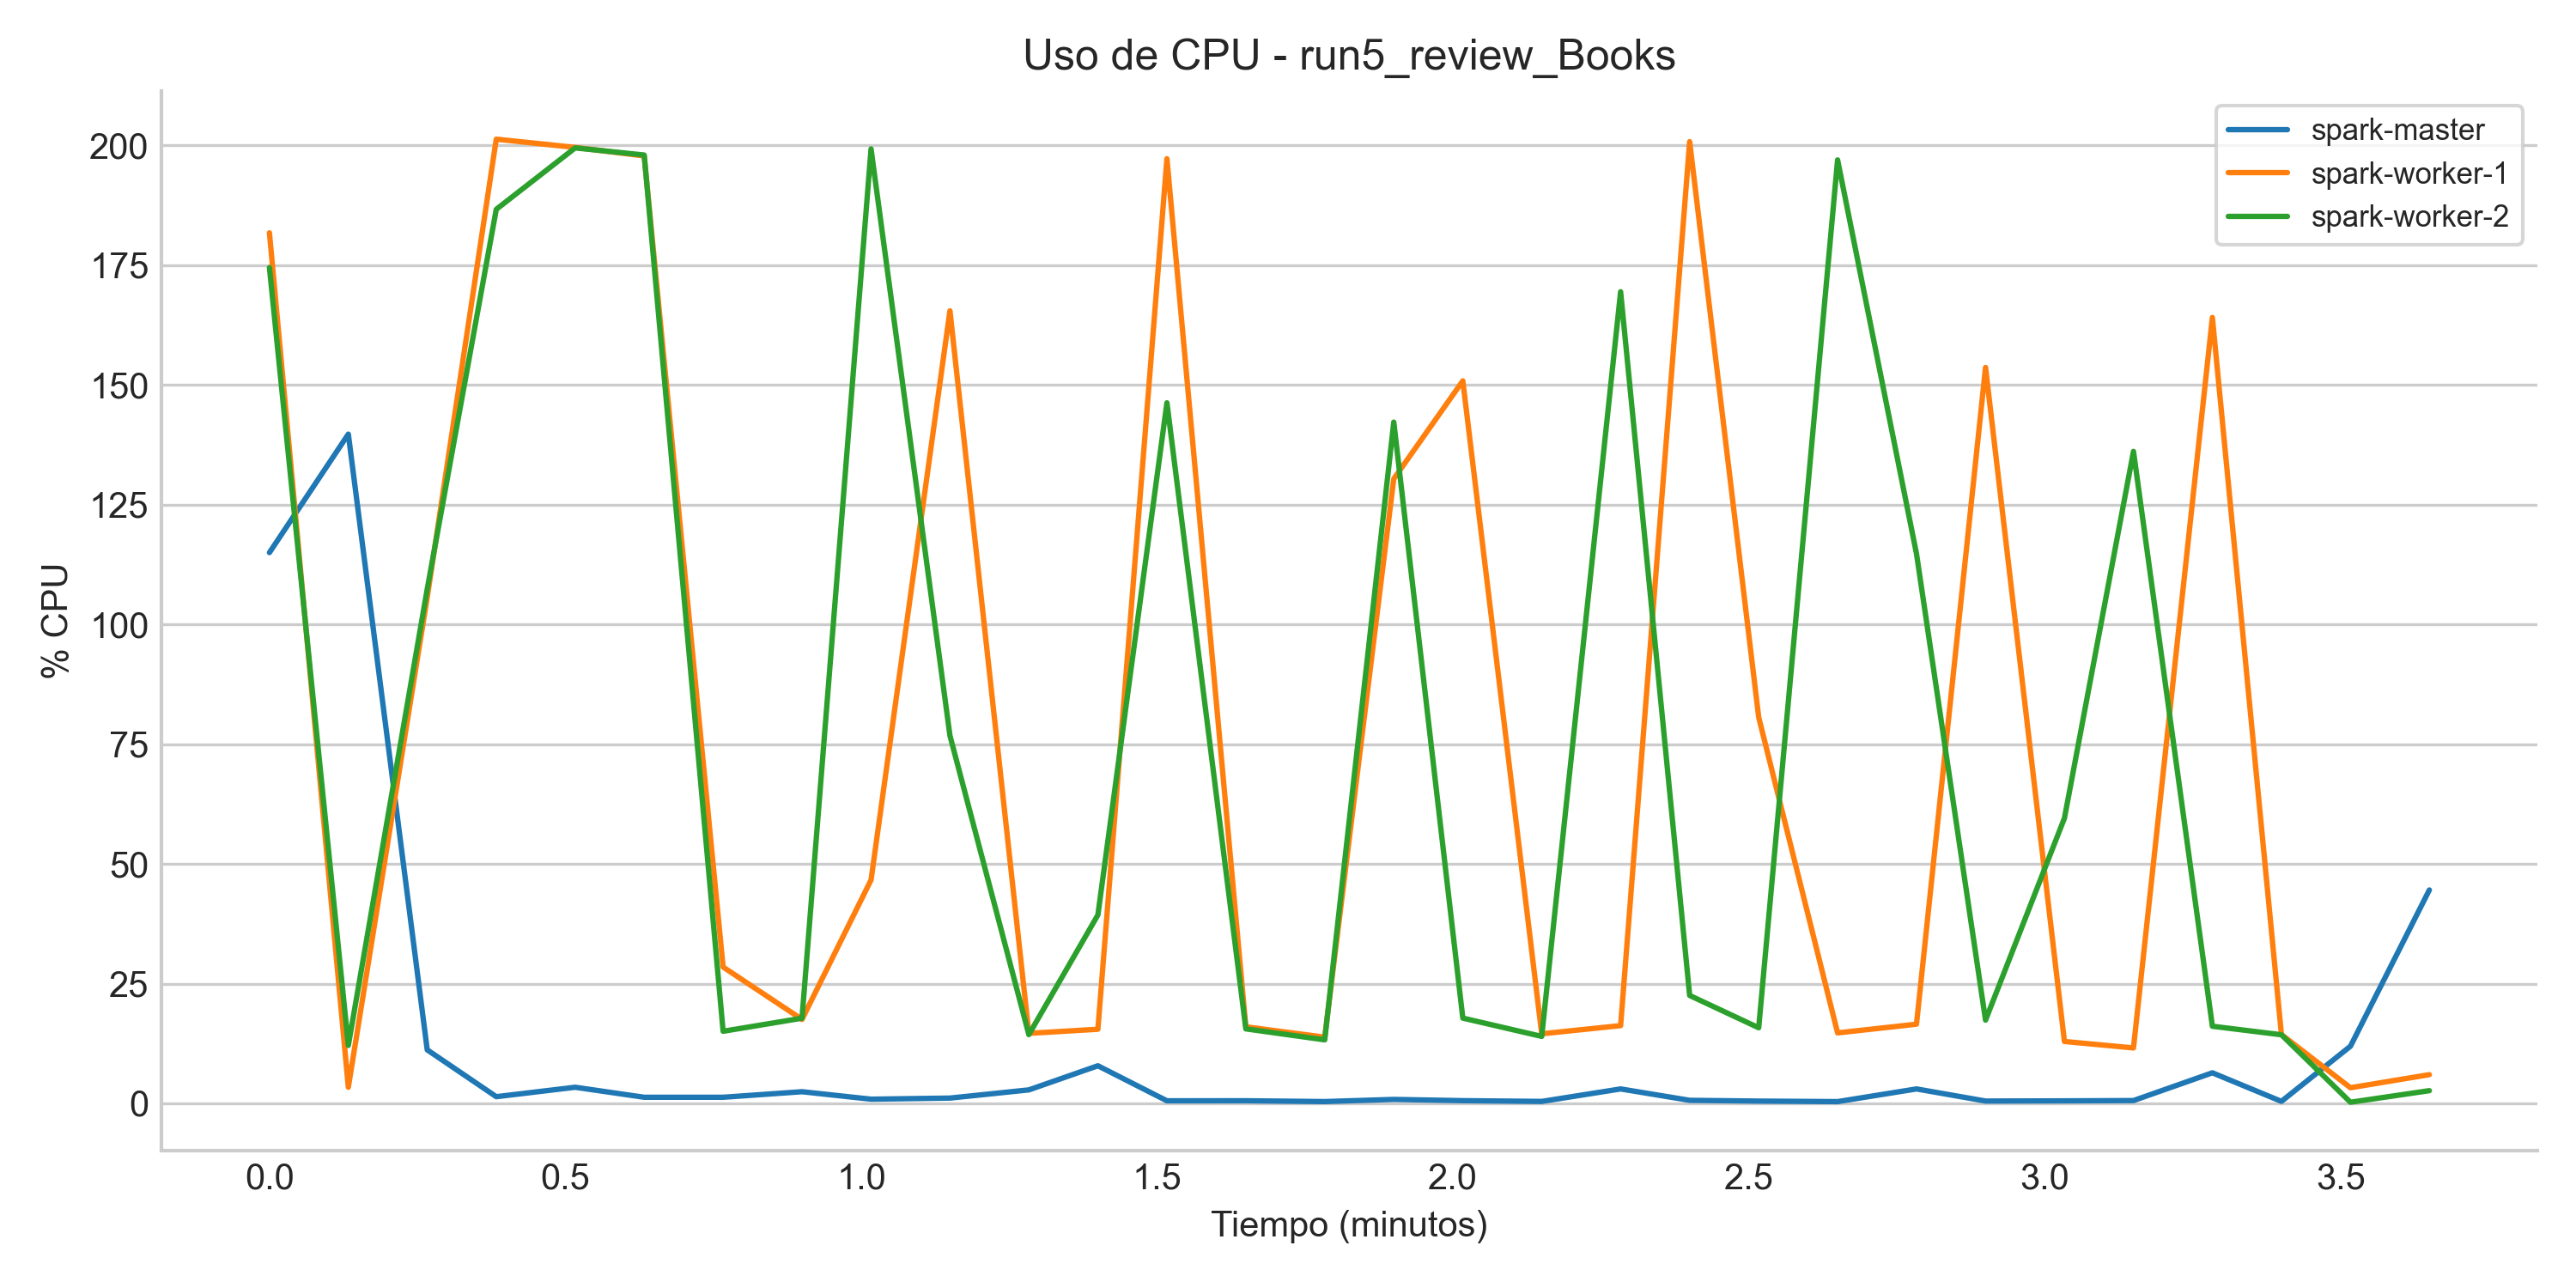 Uso de CPU - run5_review_Books
spark-master
spark-worker-1
spark-worker-2
% CPU
200
175
150
125
100
75
50
25
0
0.0 0.5 1.0 1.5 2.0 2.5 3.0 3.5
Tiempo (minutos)